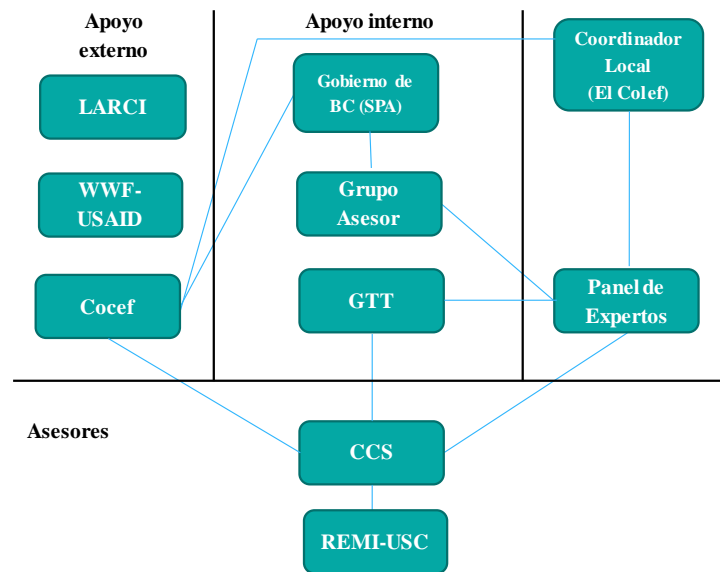 Apoyo
externo
LARCI
WWF-
USAID
Cocef
Apoyo interno
Gobierno de
BC (SPA)
Grupo
Asesor
GTT
Coordinador
Local
(El Colef)
Panel de
Expertos
Asesores
CCS
REMI-USC